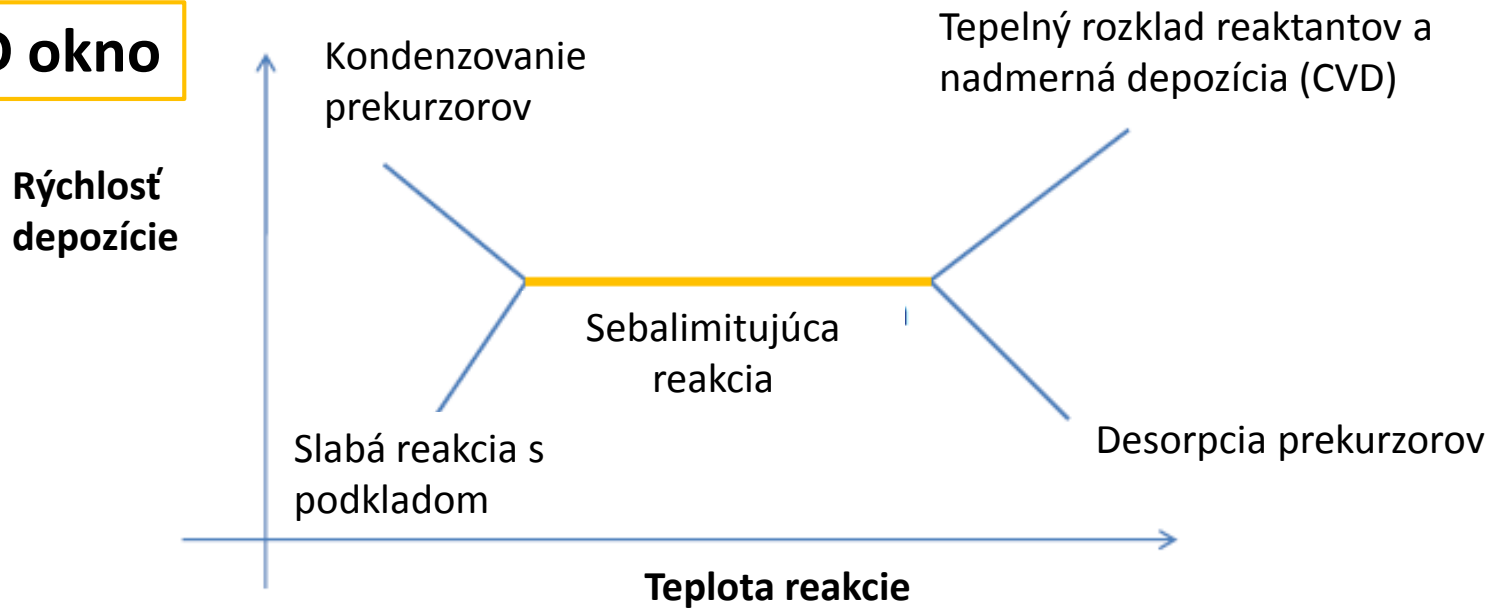 D okno
Kondenzovanie
prekurzorov
Tepelný rozklad reaktantov a
nadmerná depozícia (CVD)
Rýchlosť
depozície
Sebalimitujúca
reakcia
Slabá reakcia s
podkladom
Desorpcia prekurzorov
Teplota reakcie